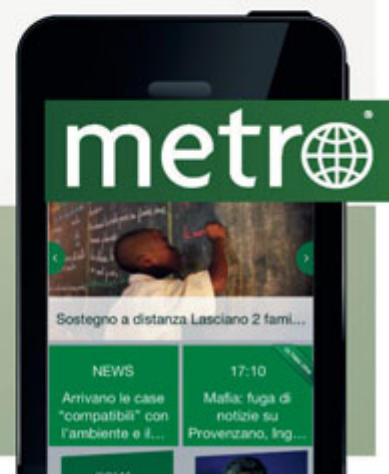 metro
Sostegno a distanza Lasciano 2 fami...
NEWS
17:10
Arrivano le case
"compatibili" con
l'ambiente e il...
Mafia: fuga di
notizie su
Provenzano, Ing...